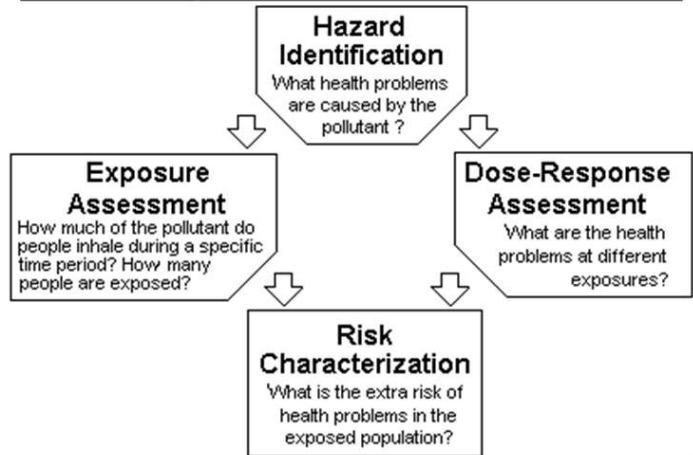 Hazard
Identification
What health problems
are caused by the
pollutant ?
Exposure
Assessment
How much of the pollutant do
people inhale during a specific
time period? How many
people are exposed?
Dose-Response
Assessment
What are the health
problems at different
exposures?
Risk
Characterization
What is the extra risk of
health problems in the
exposed population?